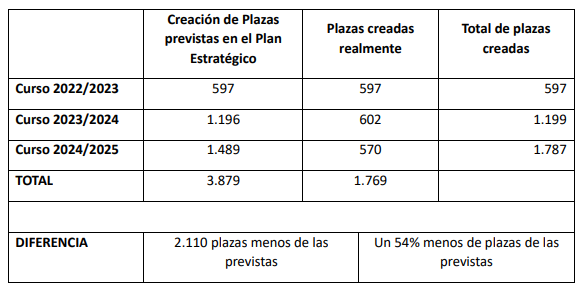 Creación de Plazas previstas en el Plan Estratégico
Plazas creadas realmente
Total de plazas creadas
Curso 2022/2023 597 597 597
Curso 2023/2024 1.196 602 1.199
Curso 2024/2025 1.489 570 1.787
TOTAL 3.879 1.769
DIFERENCIA 2.110 plazas menos de las previstas Un 54% menos de plazas de las previstas